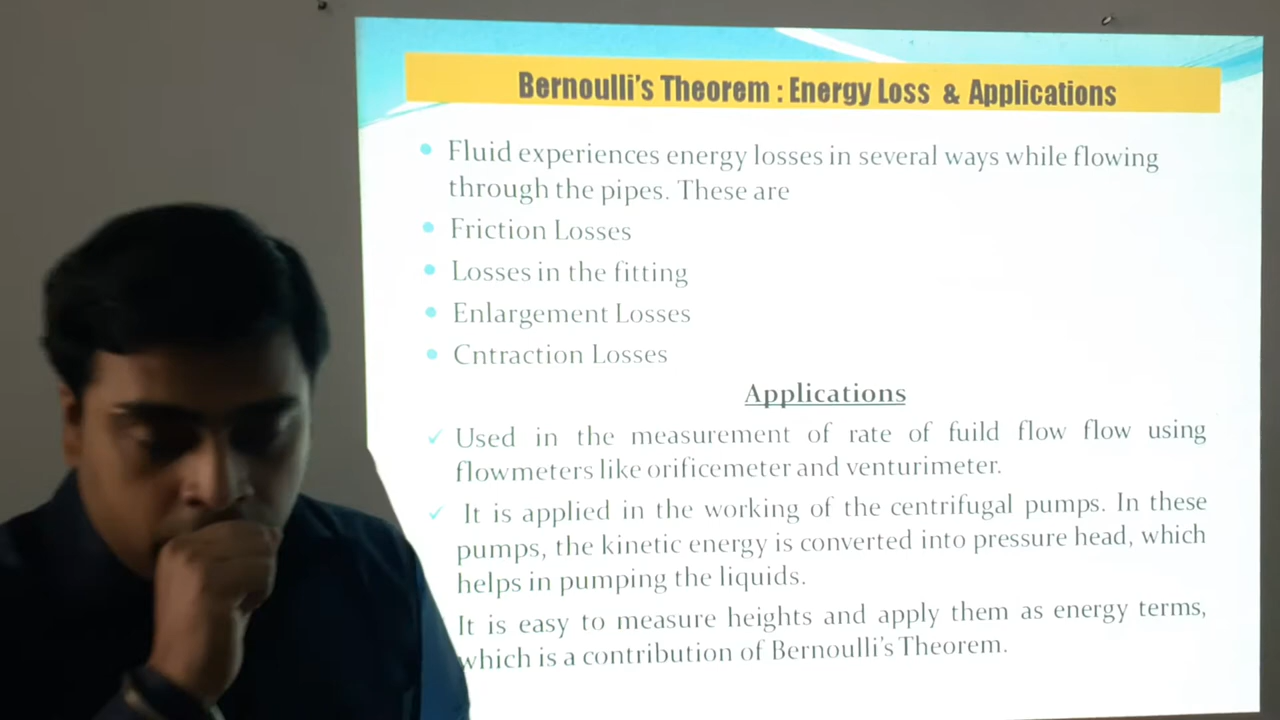 Bernoulli's Theorem : Energy Loss & Applications
Fluid experiences energy losses in several ways while flowing
through the pipes. These are
Friction Losses
Losses in the fitting
Enlargement Losses
Cntraction Losses
Applications
Used in the measurement of rate of fuild flow flow using
flowmeters like orificemeter and venturimeter.
It is applied in the working of the centrifugal pumps. In these
pumps, the kinetic energy is converted into pressure head, which
helps in pumping the liquids.
It is easy to measure heights and apply them as energy terms,
which is a contribution of Bernoulli's Theorem.